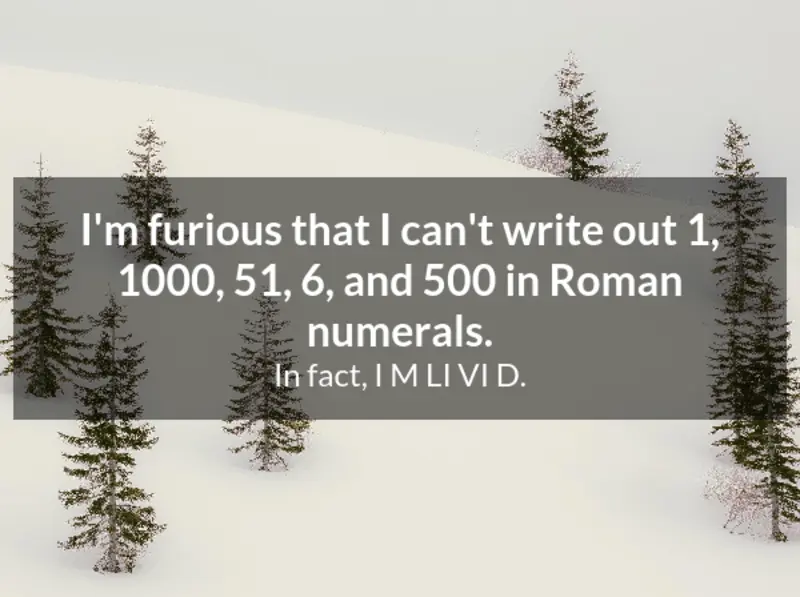 I'm furious that I can't write out 1,
1000, 51, 6, and 500 in Roman
numerals.
In fact, I M LI VI D.